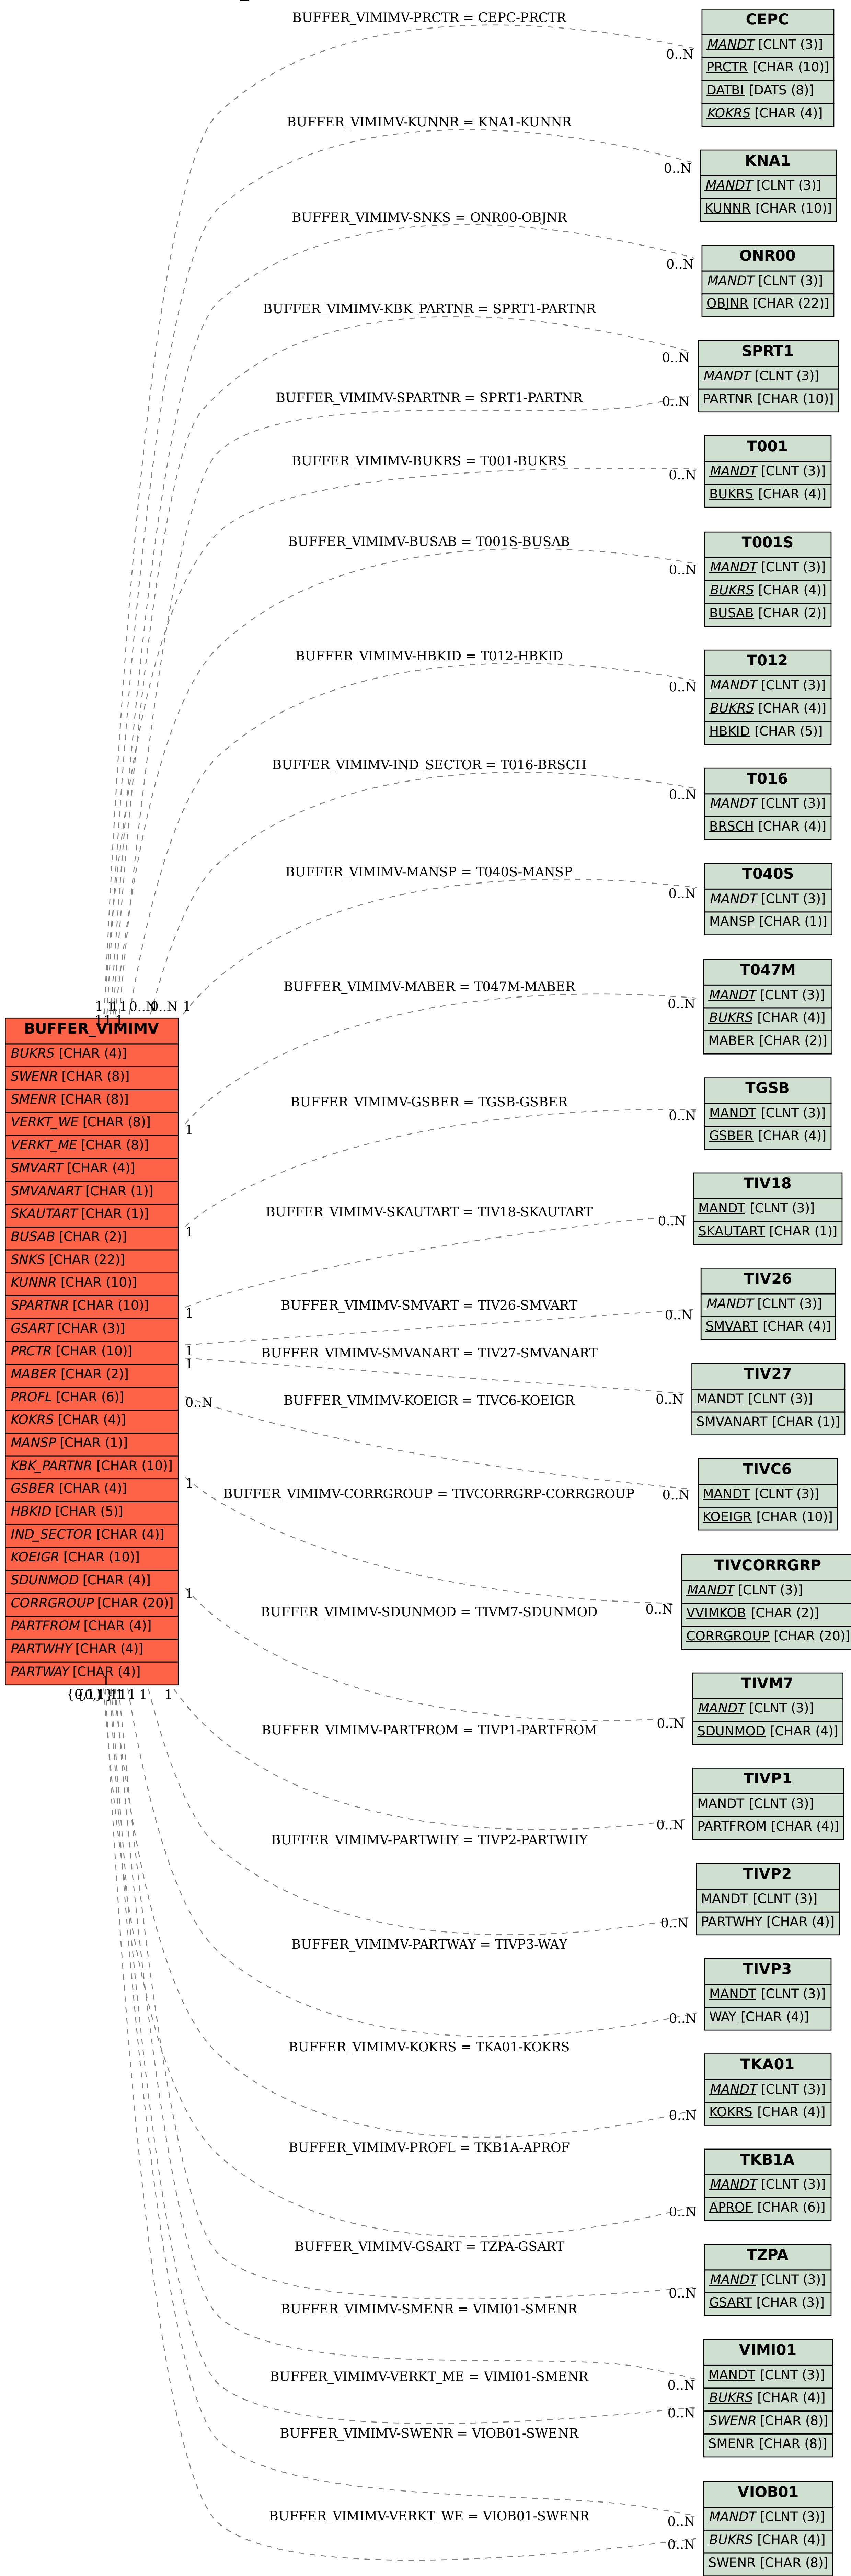 BUFFER_VIMIMV-PRCTR = CEPC-PRCTR
0..N
CEPC
MANDT [CLNT (3)]
PRCTR [CHAR (10)]
DATBI [DATS (8)]
KOKRS [CHAR (4)]
BUFFER_VIMIMV-KUNNR = KNA1-KUNNR
0..N
KNA1
MANDT [CLNT (3)]
KUNNR [CHAR (10)]
BUFFER_VIMIMV-SNKS = ONR00-OBJNR
0..N
ONR00
MANDT [CLNT (3)]
OBJNR [CHAR (22)]
BUFFER_VIMIMV-KBK_PARTNR = SPRT1-PARTNR
0..N
BUFFER_VIMIMV-SPARTNR = SPRT1-PARTNR
0..N
SPRT1
MANDT [CLNT (3)]
PARTNR [CHAR (10)]
BUFFER_VIMIMV-BUKRS = T001-BUKRS
0..N
T001
MANDT [CLNT (3)]
BUKRS [CHAR (4)]
BUFFER_VIMIMV-BUSAB = T001S-BUSAB
0..N
T001S
MANDT [CLNT (3)]
BUKRS [CHAR (4)]
BUSAB [CHAR (2)]
BUFFER_VIMIMV-HBKID = T012-HBKID
0..N
T012
MANDT [CLNT (3)]
BUKRS [CHAR (4)]
HBKID [CHAR (5)]
BUFFER_VIMIMV-IND_SECTOR = T016-BRSCH
0..N
T016
MANDT [CLNT (3)]
BRSCH [CHAR (4)]
BUFFER_VIMIMV-MANSP = T040S-MANSP
0..N
T040S
MANDT [CLNT (3)]
MANSP [CHAR (1)]
BUFFER_VIMIMV-MABER = T047M-MABER
0..N
T047M
MANDT [CLNT (3)]
BUKRS [CHAR (4)]
MABER [CHAR (2)]
0..N 1
BUFFER_VIMIMV
BUKRS [CHAR (4)]
SWENR [CHAR (8)]
SMENR [CHAR (8)]
VERKT_WE [CHAR (8)]
VERKT_ME [CHAR (8)]
SMVART [CHAR (4)]
SMVANART [CHAR (1)]
SKAUTART [CHAR (1)]
BUSAB [CHAR (2)]
SNKS [CHAR (22)]
KUNNR [CHAR (10)]
SPARTNR [CHAR (10)]
GSART [CHAR (3)]
PRCTR [CHAR (10)]
MABER [CHAR (2)]
PROFL [CHAR (6)]
KOKRS [CHAR (4)]
MANSP [CHAR (1)]
KBK_PARTNR [CHAR (10)]
GSBER [CHAR (4)]
HBKID [CHAR (5)]
IND_SECTOR [CHAR (4)]
KOEIGR [CHAR (10)]
SDUNMOD [CHAR (4)]
CORRGROUP [CHAR (20)]
PARTFROM [CHAR (4)]
PARTWHY [CHAR (4)]
PARTWAY [CHAR (4)]
1
1
1
1
1
0..N
1
1
1
1
BUFFER_VIMIMV-GSBER = TGSB-GSBER
0..N
TGSB
MANDT [CLNT (3)]
GSBER [CHAR (4)]
BUFFER_VIMIMV-SKAUTART = TIV18-SKAUTART
0..N
TIV18
MANDT [CLNT (3)]
SKAUTART [CHAR (1)]
BUFFER_VIMIMV-SMVART = TIV26-SMVART
0..N
TIV26
MANDT [CLNT (3)]
SMVART [CHAR (4)]
BUFFER_VIMIMV-SMVANART = TIV27-SMVANART
0..N
TIV27
MANDT [CLNT (3)]
SMVANART [CHAR (1)]
BUFFER_VIMIMV-KOEIGR = TIVC6-KOEIGR
0..N
TIVC6
MANDT [CLNT (3)]
KOEIGR [CHAR (10)]
BUFFER_VIMIMV-CORRGROUP = TIVCORRGRP-CORRGROUP
0..N
TIVCORRGRP
MANDT [CLNT (3)]
VVIMKOB [CHAR (2)]
CORRGROUP [CHAR (20)]
BUFFER_VIMIMV-SDUNMOD = TIVM7-SDUNMOD
0..N
TIVM7
MANDT [CLNT (3)]
SDUNMOD [CHAR (4)]
BUFFER_VIMIMV-PARTFROM = TIVP1-PARTFROM
0..N
TIVP1
MANDT [CLNT (3)]
PARTFROM [CHAR (4)]
BUFFER_VIMIMV-PARTWHY = TIVP2-PARTWHY
0..N
TIVP2
MANDT [CLNT (3)]
PARTWHY [CHAR (4)]
BUFFER_VIMIMV-PARTWAY = TIVP3-WAY
0..N
TIVP3
MANDT [CLNT (3)]
WAY [CHAR (4)]
BUFFER_VIMIMV-KOKRS = TKA01-KOKRS
0..N
TKA01
MANDT [CLNT (3)]
KOKRS [CHAR (4)]
BUFFER_VIMIMV-PROFL = TKB1A-APROF
0..N
TKB1A
MANDT [CLNT (3)]
APROF [CHAR (6)]
BUFFER_VIMIMV-GSART = TZPA-GSART
0..N
TZPA
MANDT [CLNT (3)]
GSART [CHAR (3)]
BUFFER_VIMIMV-SMENR = VIMI01-SMENR
0..N
BUFFER_VIMIMV-VERKT_ME = VIMI01-SMENR
0..N
VIMI01
MANDT [CLNT (3)]
BUKRS [CHAR (4)]
SWENR [CHAR (8)]
SMENR [CHAR (8)]
BUFFER_VIMIMV-SWENR = VIOB01-SWENR
0..N
BUFFER_VIMIMV-VERKT_WE = VIOB01-SWENR
0..N
VIOB01
MANDT [CLNT (3)]
BUKRS [CHAR (4)]
SWENR [CHAR (8)]